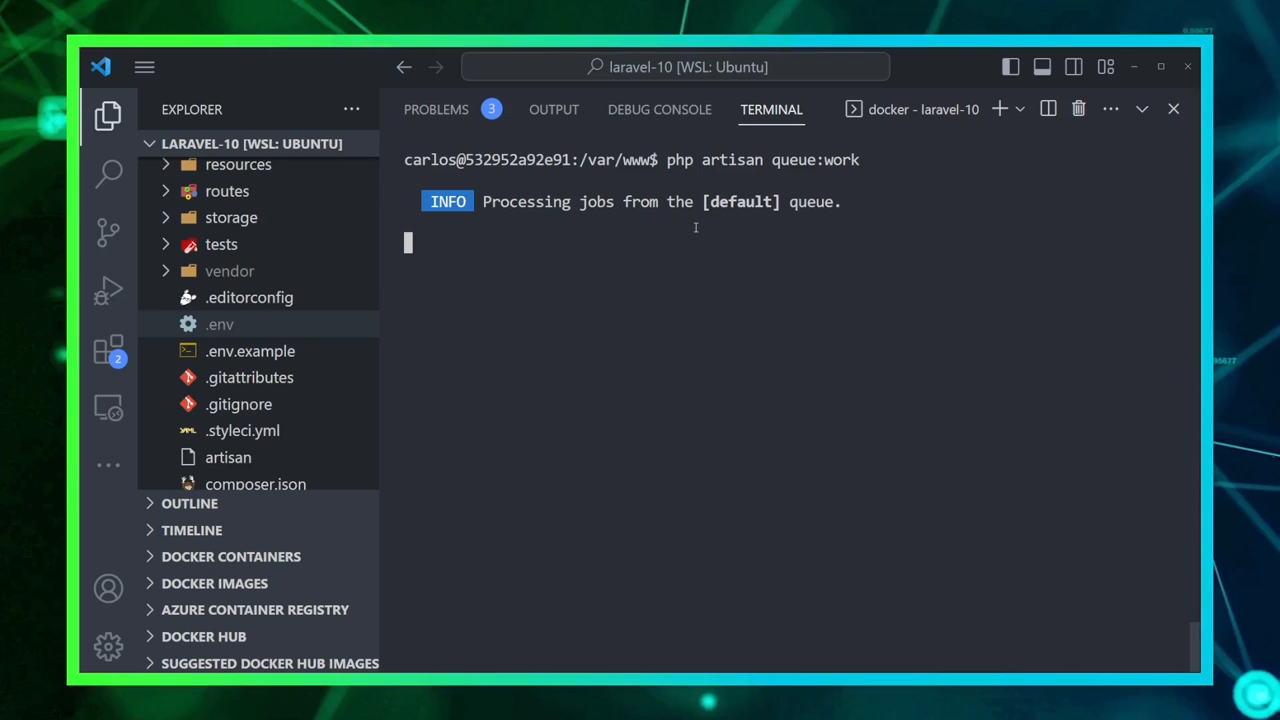 laravel-10 [WSL: Ubuntu]
EXPLORER
LARAVEL-10 [WSL: UBUNTU]
resources
routes
storage
tests
vendor
.editorconfig
.env
.env.example
.gitattributes
.gitignore
.styleci.yml
artisan
composer.json
OUTLINE
TIMELINE
DOCKER CONTAINERS
DOCKER IMAGES
AZURE CONTAINER REGISTRY
DOCKER HUB
SUGGESTED DOCKER HUB IMAGES
2
PROBLEMS 3 OUTPUT DEBUG CONSOLE TERMINAL docker - laravel-10
carlos@532952a92e91:/var/www$ php artisan queue:work
INFO Processing jobs from the [default] queue.